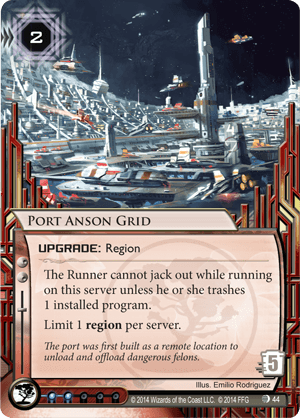 2
PORT ANSON GRID
UPGRADE: Region
The Runner cannot jack out while running
on this server unless he or she trashes
1 installed program.
Limit 1 region per server.
The port was first built as a remote location to
unload and offload dangerous felons.
5
Illus. Emilio Rodriguez
© 2014 Wizards of the Coast LLC. © 2014 FFG 44